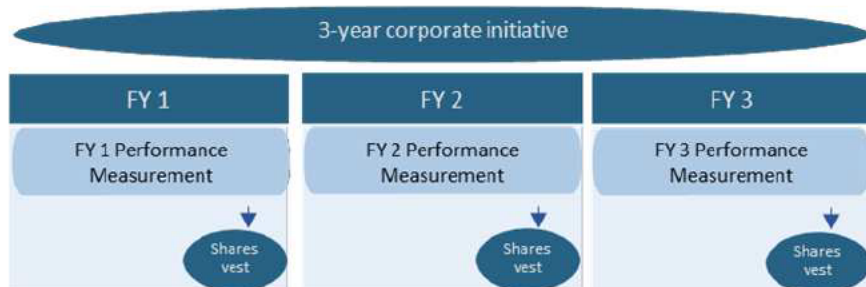 3-year corporate initiative
FY 1
FY 2
FY 3
FY 1 Performance
Measurement
FY 2 Performance
Measurement
FY 3 Performance
Measurement
Shares
vest
Shares
vest
Shares
vest